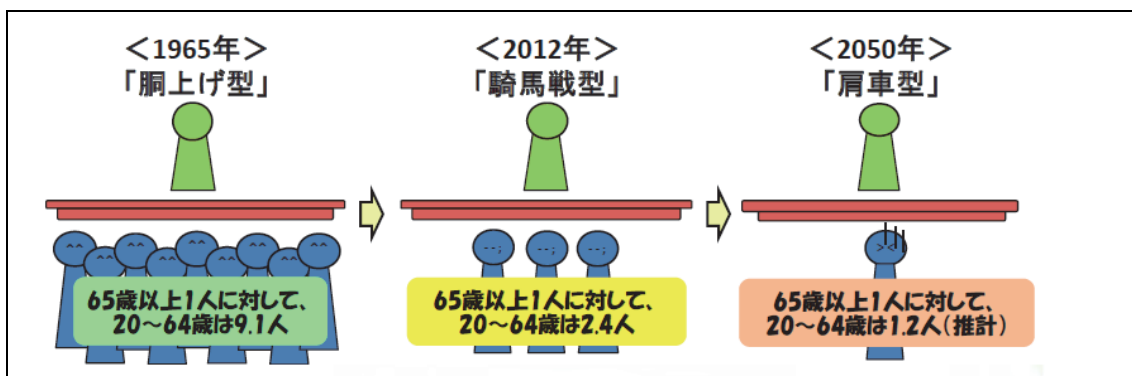 ＜1965年＞
「胴上げ型」
^^ ^^ ^^ ^^ ^^ ^^ ^^ ^^ ^^
65歳以上1人に対して、
20～64歳は9.1人
＜2012年＞
「騎馬戦型」
--; --; --;
65歳以上1人に対して、
20～64歳は2.4人
＜2050年＞
「肩車型」
><
65歳以上1人に対して、
20～64歳は1.2人（推計）